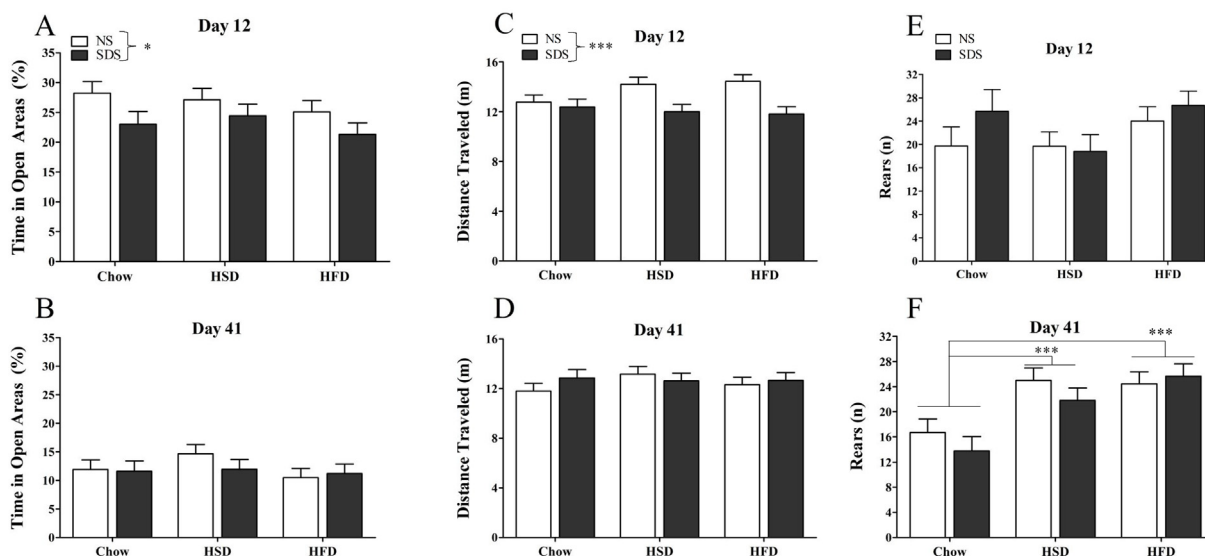 A
Day 12
NS
SDS
*
Time in Open Areas (%)
35
30
25
20
15
10
5
0
Chow HSD HFD
B
Day 41
Time in Open Areas (%)
35
30
25
20
15
10
5
0
Chow HSD HFD
C
Day 12
NS
SDS
***
Distance Traveled (m)
16
12
8
4
0
Chow HSD HFD
D
Day 41
Distance Traveled (m)
16
12
8
4
0
Chow HSD HFD
E
Day 12
NS
SDS
Rears (n)
32
28
24
20
16
12
8
4
0
Chow HSD HFD
F
Day 41
***
***
Rears (n)
32
28
24
20
16
12
8
4
0
Chow HSD HFD